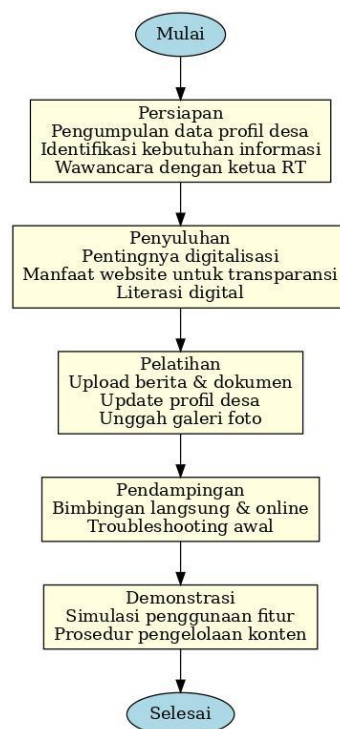 Mulai
Persiapan
Pengumpulan data profil desa
Identifikasi kebutuhan informasi
Wawancara dengan ketua RT
Penyuluhan
Pentingnya digitalisasi
Manfaat website untuk transparansi
Literasi digital
Pelatihan
Upload berita & dokumen
Update profil desa
Unggah galeri foto
Pendampingan
Bimbingan langsung & online
Troubleshooting awal
Demonstrasi
Simulasi penggunaan fitur
Prosedur pengelolaan konten
Selesai